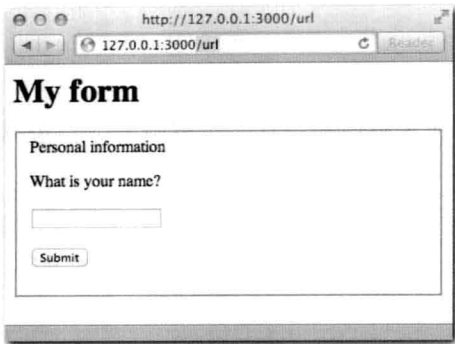 http://127.0.0.1:3000/url
127.0.0.1:3000/url
Reader
My form
Personal information
What is your name?
Submit